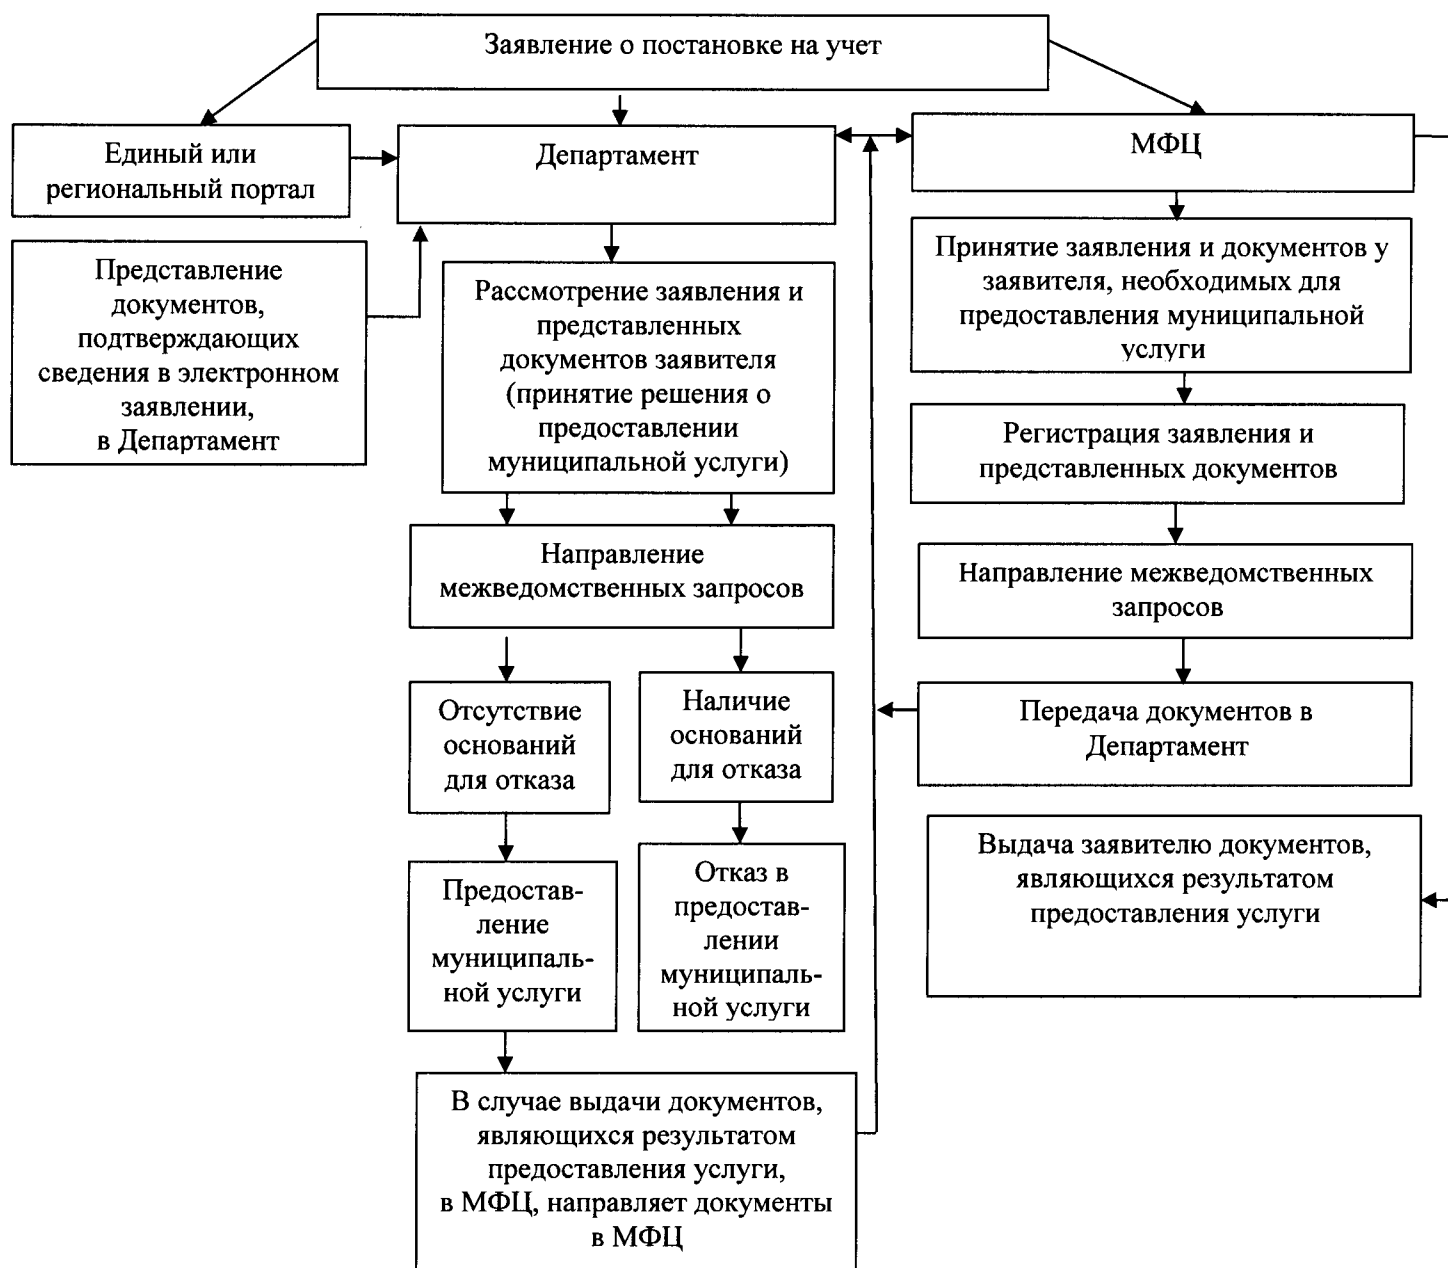 Заявление о постановке на учет
Единый или
региональный портал
Департамент
МФЦ
Представление
документов,
подтверждающих
сведения в электронном
заявлении,
в Департамент
Рассмотрение заявления и
представленных
документов заявителя
(принятие решения о
предоставлении
муниципальной услуги)
Принятие заявления и документов у
заявителя, необходимых для
предоставления муниципальной
услуги
Регистрация заявления и
представленных документов
Направление
межведомственных запросов
Направление межведомственных
запросов
Отсутствие
оснований
для отказа
Наличие
оснований
для отказа
Передача документов в
Департамент
Предостав-
ление
муниципаль-
ной услуги
Отказ в
предостав-
лении
муниципаль-
ной услуги
Выдача заявителю документов,
являющихся результатом
предоставления услуги
В случае выдачи документов,
являющихся результатом
предоставления услуги,
в МФЦ, направляет документы
в МФЦ